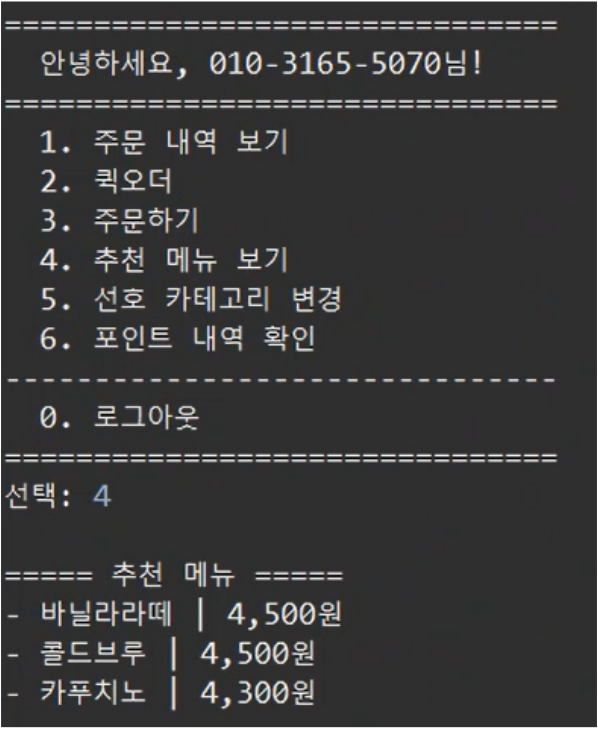 ===============================
안녕하세요, 010-3165-5070님!
===============================
1. 주문 내역 보기
2. 퀵오더
3. 주문하기
4. 추천 메뉴 보기
5. 선호 카테고리 변경
6. 포인트 내역 확인
-------------------------------
0. 로그아웃
===============================
선택: 4
===== 추천 메뉴 =====
- 바닐라라떼 | 4,500원
- 콜드브루 | 4,500원
- 카푸치노 | 4,300원